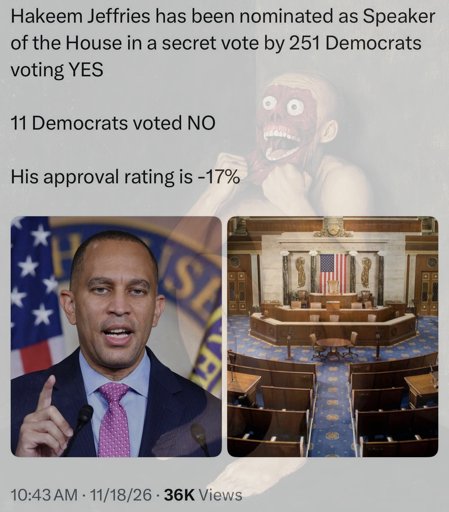 Hakeem Jeffries has been nominated as Speaker
of the House in a secret vote by 251 Democrats
voting YES
11 Democrats voted NO
His approval rating is -17%
10:43 AM · 11/18/26 · 36K Views